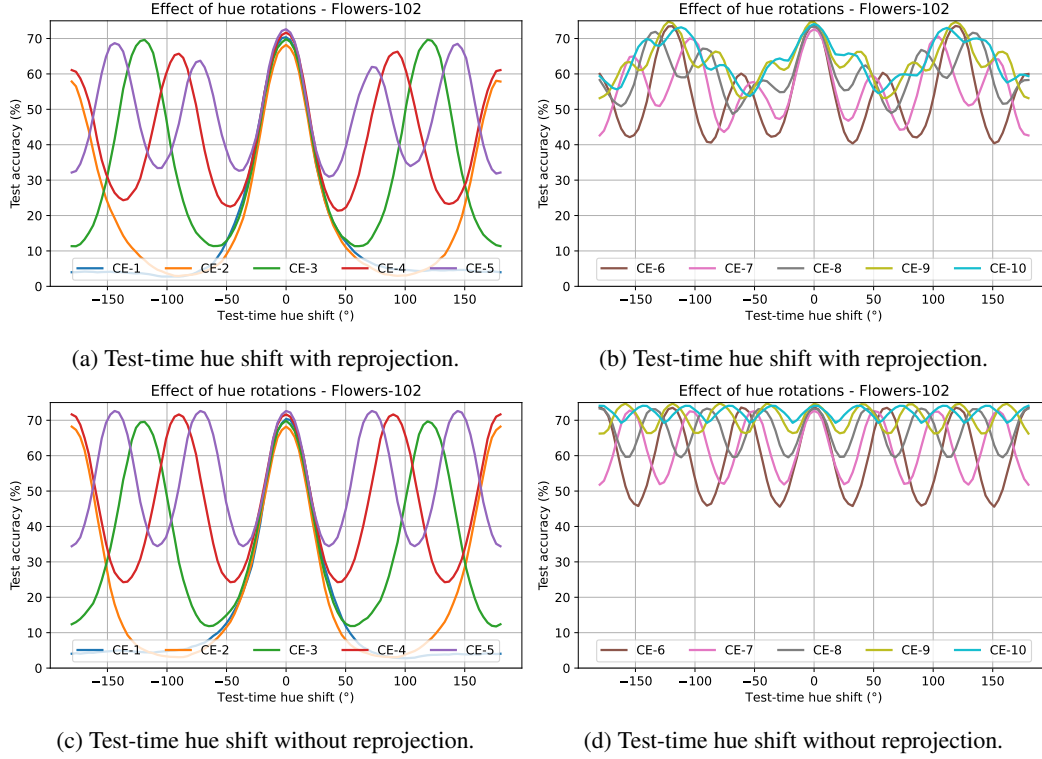 Effect of hue rotations - Flowers-102
Test accuracy (%)
70
60
50
40
30
20
10
0
CE-1 CE-2 CE-3 CE-4 CE-5
−150 −100 −50 0 50 100 150
Test-time hue shift (°)
(a) Test-time hue shift with reprojection.
Effect of hue rotations - Flowers-102
Test accuracy (%)
70
60
50
40
30
20
10
0
CE-6 CE-7 CE-8 CE-9 CE-10
−150 −100 −50 0 50 100 150
Test-time hue shift (°)
(b) Test-time hue shift with reprojection.
Effect of hue rotations - Flowers-102
Test accuracy (%)
70
60
50
40
30
20
10
0
CE-1 CE-2 CE-3 CE-4 CE-5
−150 −100 −50 0 50 100 150
Test-time hue shift (°)
(c) Test-time hue shift without reprojection.
Effect of hue rotations - Flowers-102
Test accuracy (%)
70
60
50
40
30
20
10
0
CE-6 CE-7 CE-8 CE-9 CE-10
−150 −100 −50 0 50 100 150
Test-time hue shift (°)
(d) Test-time hue shift without reprojection.